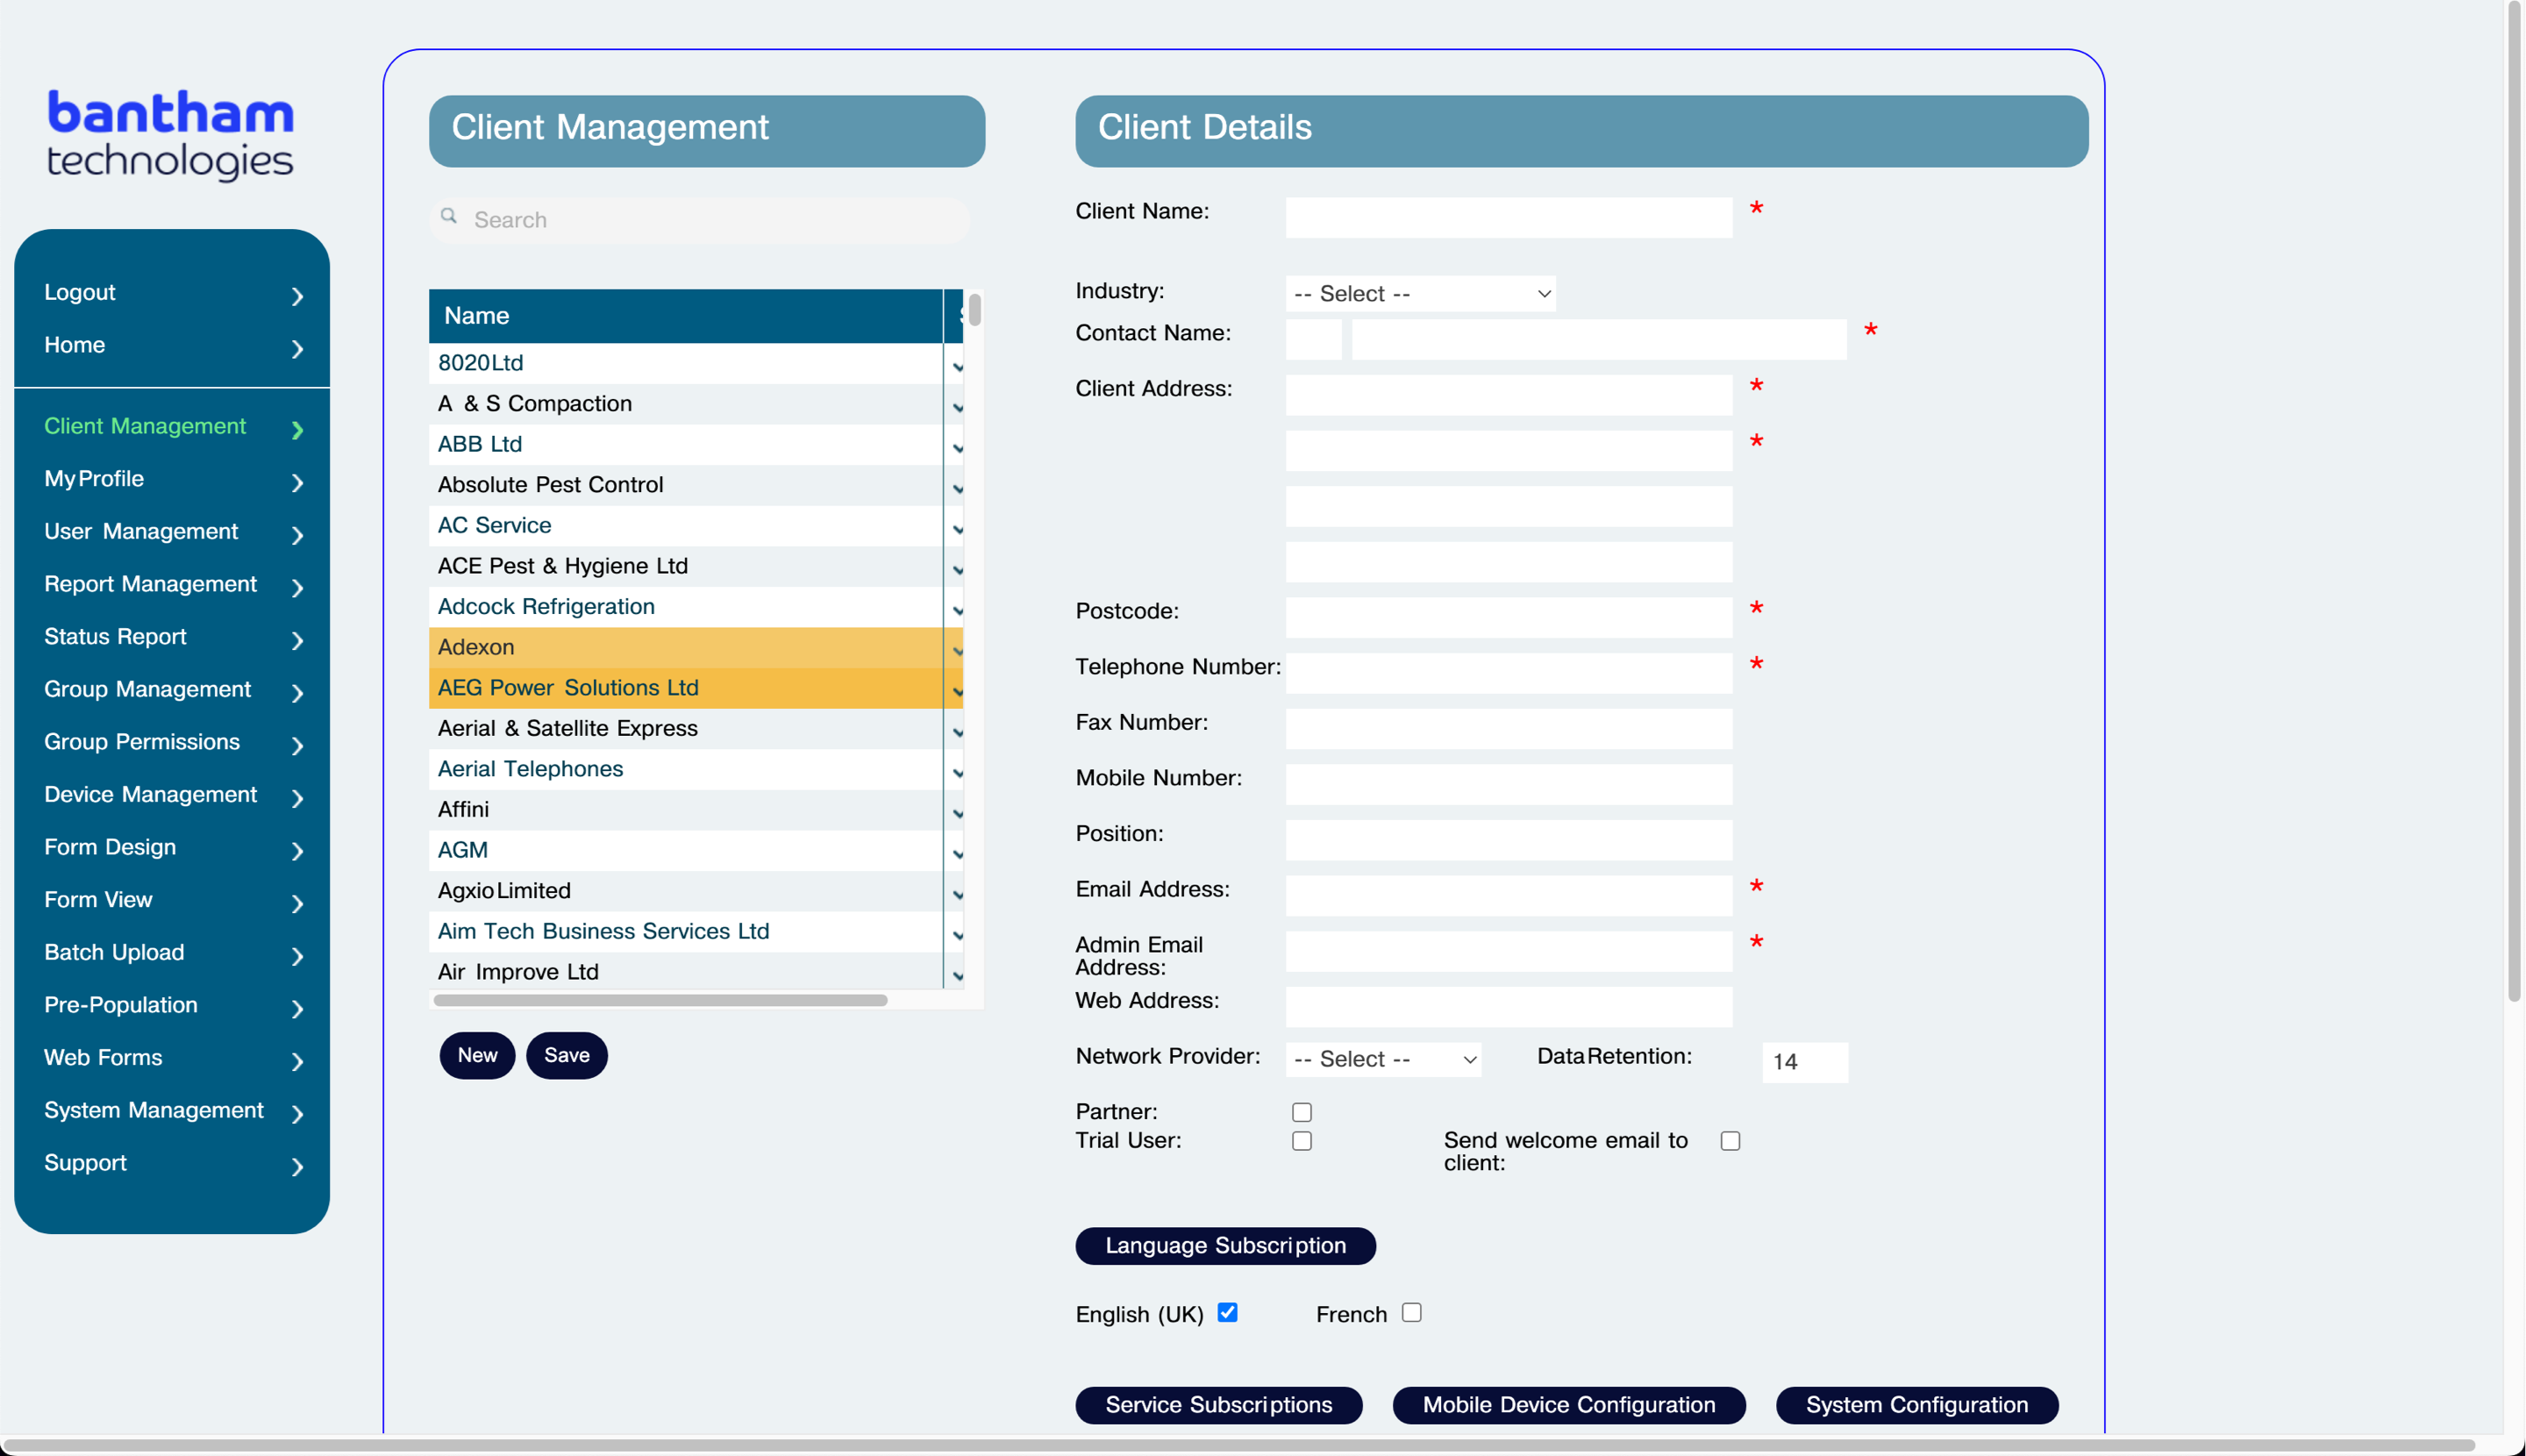 bantham
technologies
Logout
Home
Client Management
My Profile
User Management
Report Management
Status Report
Group Management
Group Permissions
Device Management
Form Design
Form View
Batch Upload
Pre-Population
Web Forms
System Management
Support
Client Management
Search
Name
8020 Ltd
A & S Compaction
ABB Ltd
Absolute Pest Control
AC Service
ACE Pest & Hygiene Ltd
Adcock Refrigeration
Adexon
AEG Power Solutions Ltd
Aerial & Satellite Express
Aerial Telephones
Affini
AGM
Agxio Limited
Aim Tech Business Services Ltd
Air Improve Ltd
New Save
Client Details
Client Name: *
Industry: -- Select --
Contact Name: *
Client Address: *
*
Postcode: *
Telephone Number: *
Fax Number:
Mobile Number:
Position:
Email Address: *
Admin Email *
Address:
Web Address:
Network Provider: -- Select -- Data Retention: 14
Partner:
Trial User: Send welcome email to
client:
Language Subscription
English (UK) French
Service Subscriptions Mobile Device Configuration System Configuration